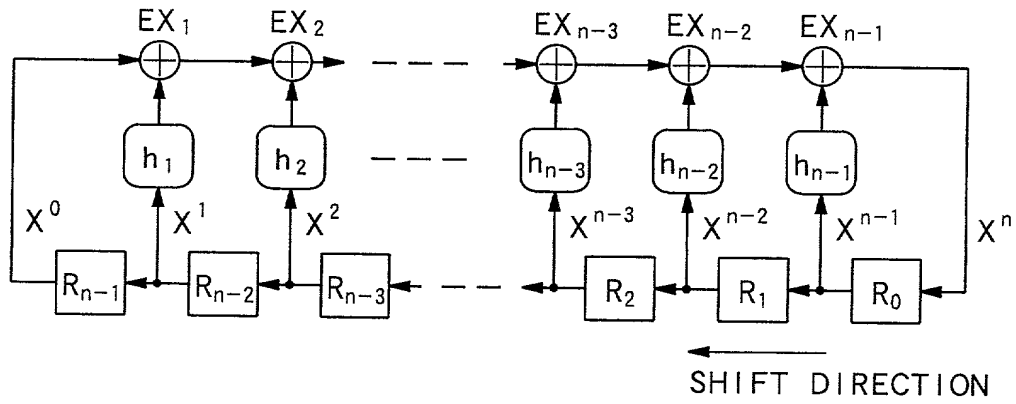 EX₁ EX₂ EXₙ₋₃ EXₙ₋₂ EXₙ₋₁
h₁ h₂ hₙ₋₃ hₙ₋₂ hₙ₋₁
X⁰ X¹ X² Xⁿ⁻³ Xⁿ⁻² Xⁿ⁻¹ Xⁿ
Rₙ₋₁ Rₙ₋₂ Rₙ₋₃ R₂ R₁ R₀
SHIFT DIRECTION